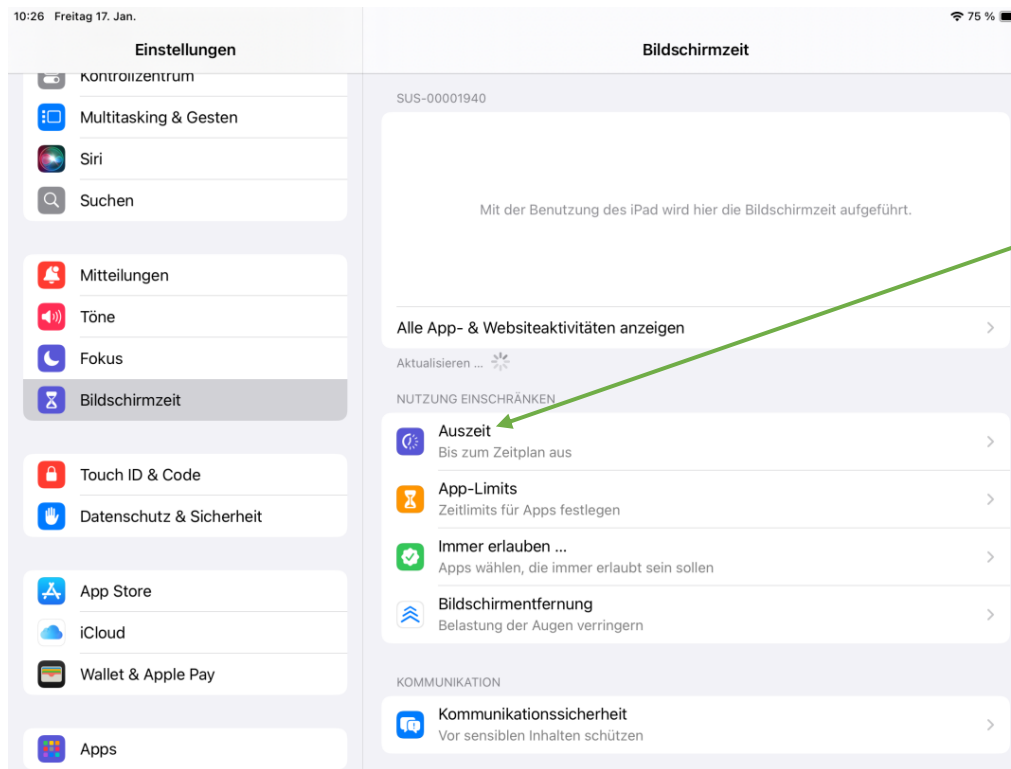 10:26 Freitag 17. Jan.
75 %
Einstellungen
Kontrollzentrum
Multitasking & Gesten
Siri
Suchen
Mitteilungen
Töne
Fokus
Bildschirmzeit
Touch ID & Code
Datenschutz & Sicherheit
App Store
iCloud
Wallet & Apple Pay
Apps
Bildschirmzeit
SUS-00001940
Mit der Benutzung des iPad wird hier die Bildschirmzeit aufgeführt.
Alle App- & Websiteaktivitäten anzeigen
Aktualisieren ...
NUTZUNG EINSCHRÄNKEN
Auszeit
Bis zum Zeitplan aus
App-Limits
Zeitlimits für Apps festlegen
Immer erlauben ...
Apps wählen, die immer erlaubt sein sollen
Bildschirmentfernung
Belastung der Augen verringern
KOMMUNIKATION
Kommunikationssicherheit
Vor sensiblen Inhalten schützen